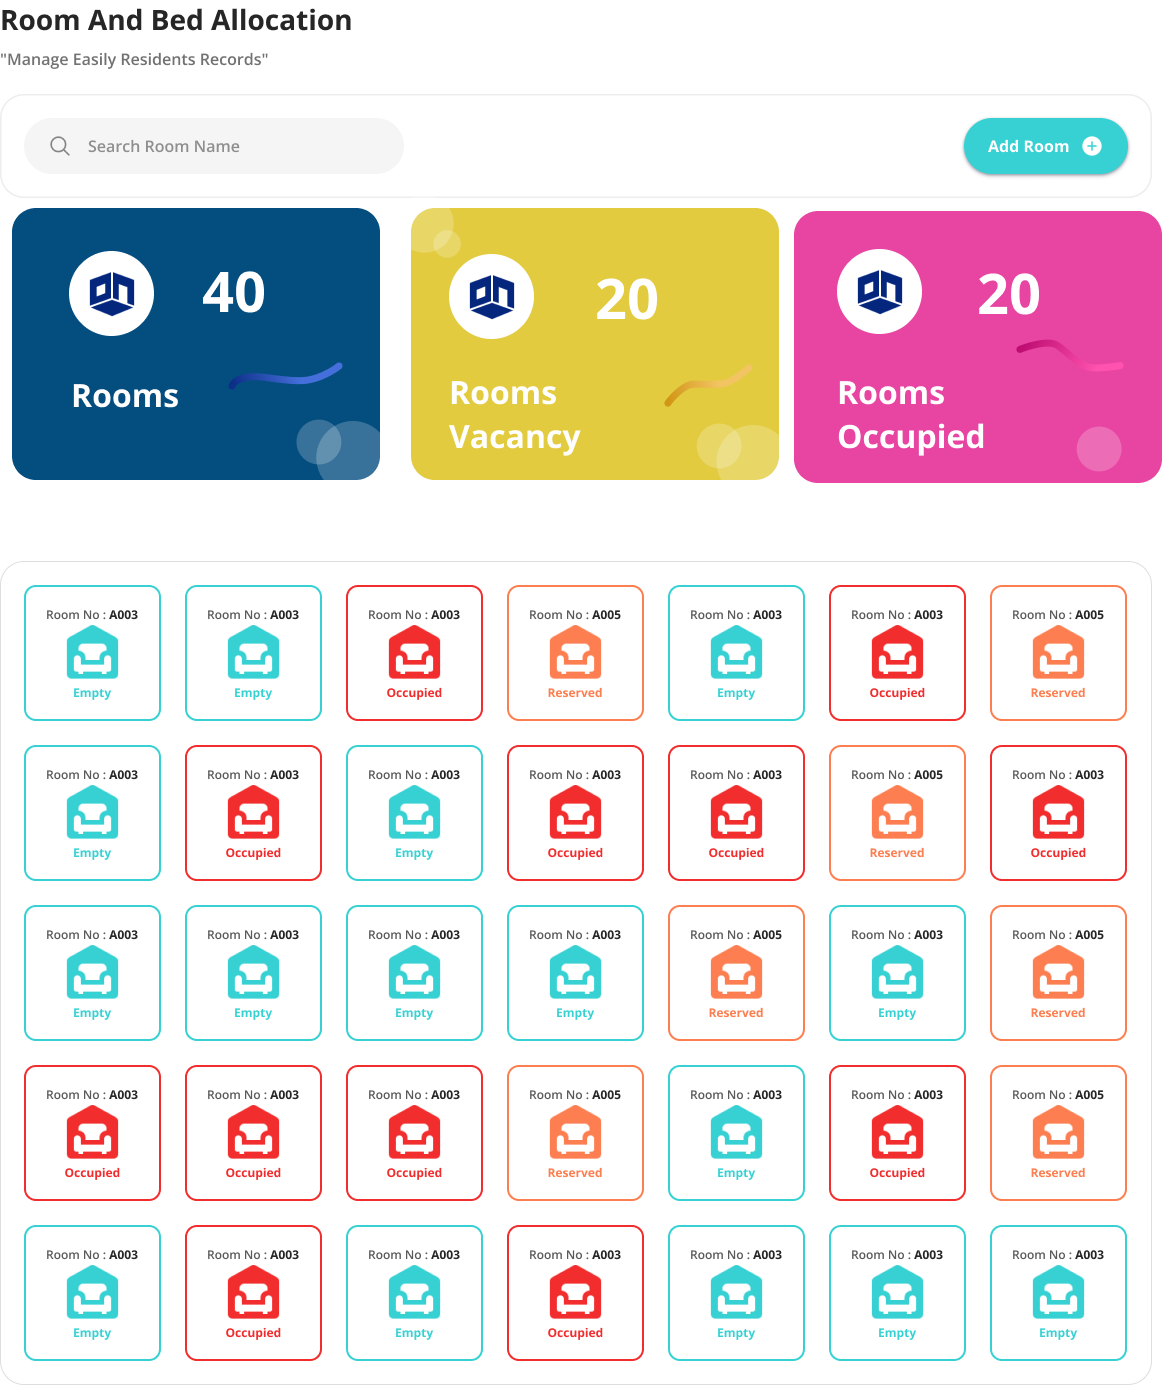 Room And Bed Allocation
"Manage Easily Residents Records"
Search Room Name
Add Room
40
Rooms
20
Rooms
Vacancy
20
Rooms
Occupied
Room No : A003
Empty
Room No : A003
Empty
Room No : A003
Occupied
Room No : A005
Reserved
Room No : A003
Empty
Room No : A003
Occupied
Room No : A005
Reserved
Room No : A003
Empty
Room No : A003
Occupied
Room No : A003
Empty
Room No : A003
Occupied
Room No : A003
Occupied
Room No : A005
Reserved
Room No : A003
Occupied
Room No : A003
Empty
Room No : A003
Empty
Room No : A003
Empty
Room No : A003
Empty
Room No : A005
Reserved
Room No : A003
Empty
Room No : A005
Reserved
Room No : A003
Occupied
Room No : A003
Occupied
Room No : A003
Occupied
Room No : A005
Reserved
Room No : A003
Empty
Room No : A003
Occupied
Room No : A005
Reserved
Room No : A003
Empty
Room No : A003
Occupied
Room No : A003
Empty
Room No : A003
Occupied
Room No : A003
Empty
Room No : A003
Empty
Room No : A003
Empty